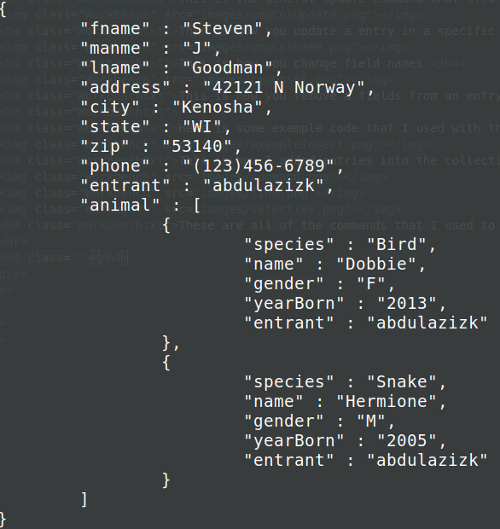 {
"fname" : "Steven",
"manme" : "J",
"lname" : "Goodman",
"address" : "42121 N Norway",
"city" : "Kenosha",
"state" : "WI",
"zip" : "53140",
"phone" : "(123)456-6789",
"entrant" : "abdulazizk",
"animal" : [
{
"species" : "Bird",
"name" : "Dobbie",
"gender" : "F",
"yearBorn" : "2013",
"entrant" : "abdulazizk"
},
{
"species" : "Snake",
"name" : "Hermione",
"gender" : "M",
"yearBorn" : "2005",
"entrant" : "abdulazizk"
}
]
}